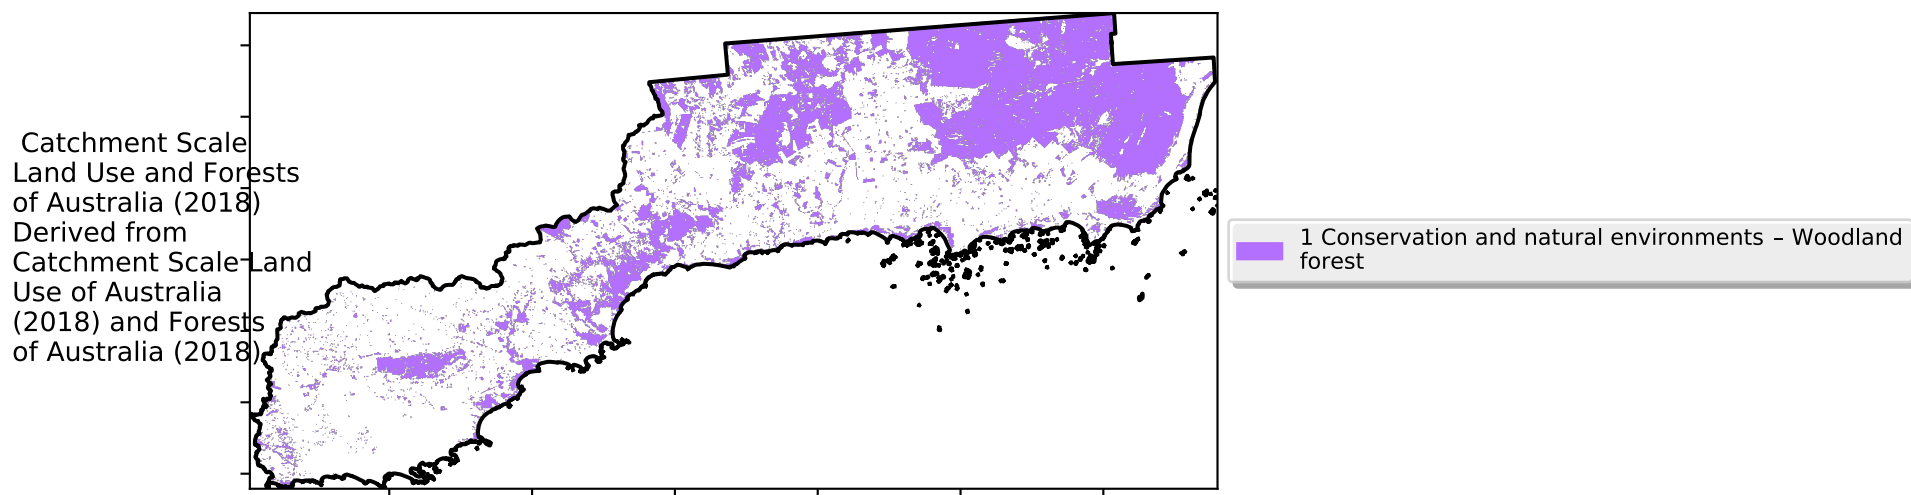 Catchment Scale
Land Use and Forests
of Australia (2018)
Derived from
Catchment Scale Land
Use of Australia
(2018) and Forests
of Australia (2018)
1 Conservation and natural environments – Woodland
forest